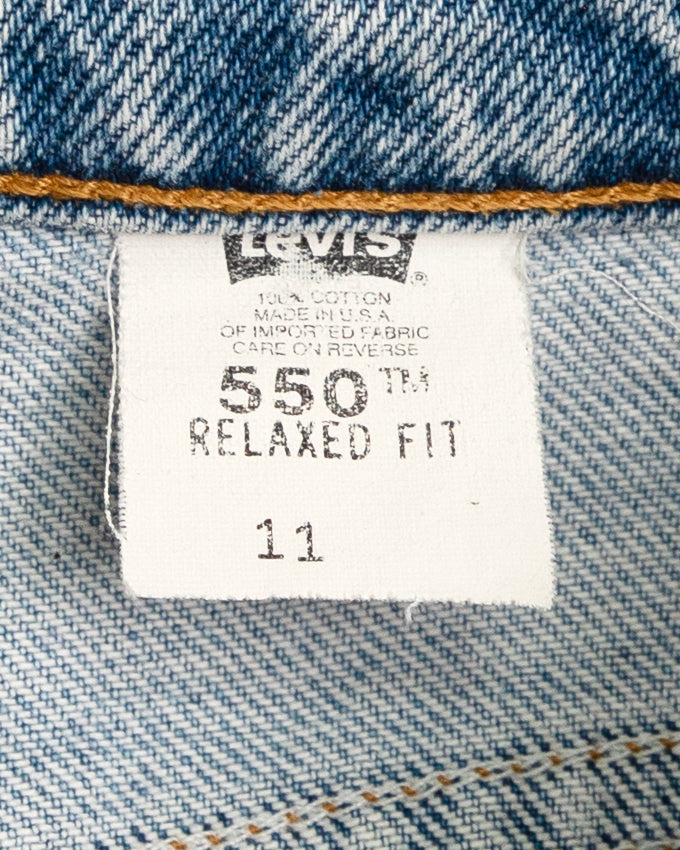 Levi's ®
100% COTTON
MADE IN U.S.A.
OF IMPORTED FABRIC
CARE ON REVERSE
550™
RELAXED FIT
11